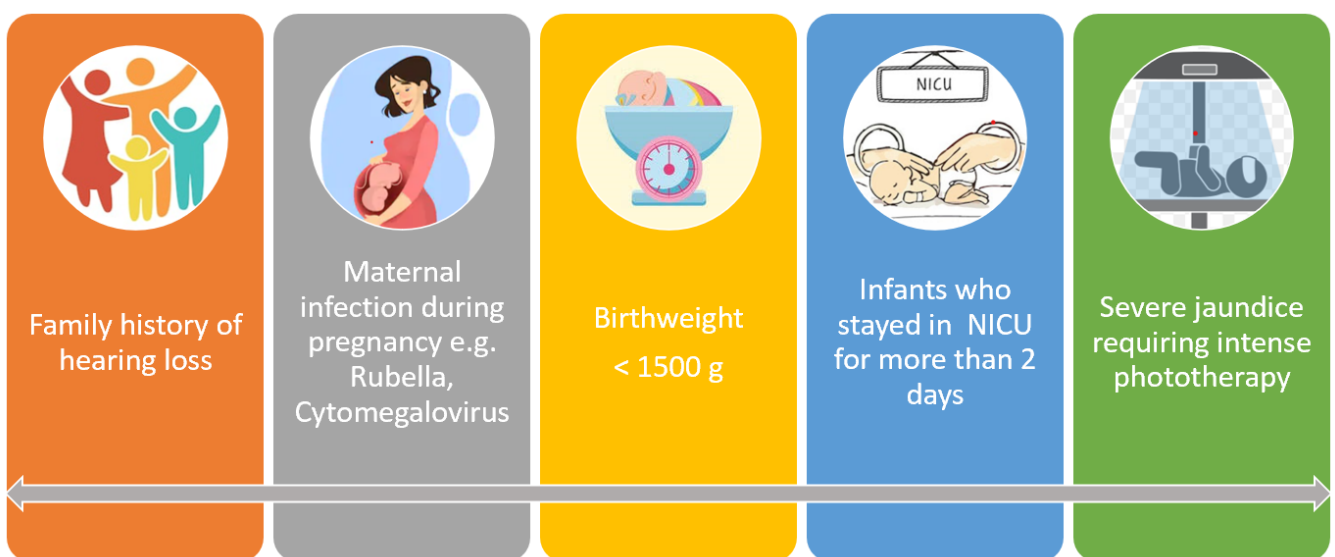 Family history of
hearing loss
Maternal
infection during
pregnancy e.g.
Rubella,
Cytomegalovirus
Birthweight
< 1500 g
NICU
Infants who
stayed in NICU
for more than 2
days
Severe jaundice
requiring intense
phototherapy